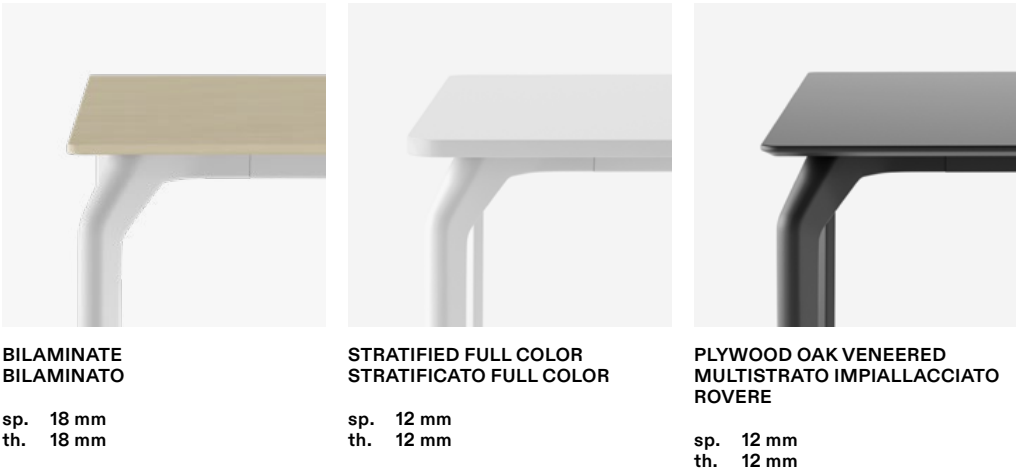 BILAMINATE
BILAMINATO
sp. 18 mm
th. 18 mm
STRATIFIED FULL COLOR
STRATIFICATO FULL COLOR
sp. 12 mm
th. 12 mm
PLYWOOD OAK VENEERED
MULTISTRATO IMPIALLACCIATO
ROVERE
sp. 12 mm
th. 12 mm